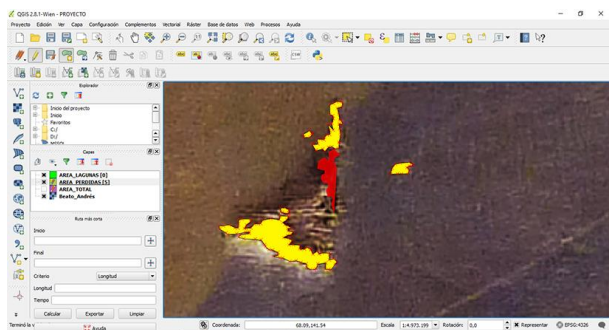 QGIS 2.8.1-Wien - PROYECTO
Proyecto Edición Ver Capa Configuración Complementos Vectorial Ráster Base de datos Web Procesos Ayuda
Explorador
Inicio del proyecto
Inicio
Favoritos
C:/
D:/
Capas
AREA_LAGUNAS [0]
AREA_PERDIDAS [5]
AREA_TOTAL
Beato_Andrés
Ruta más corta
Inicio
Final
Criterio Longitud
Longitud
Tiempo
Calcular Exportar Limpiar
Ayuda
Terminó la v
Coordenada: 68.09,141.54 Escala 1:4.973.199 Rotación: 0,0 Representar EPSG:4326